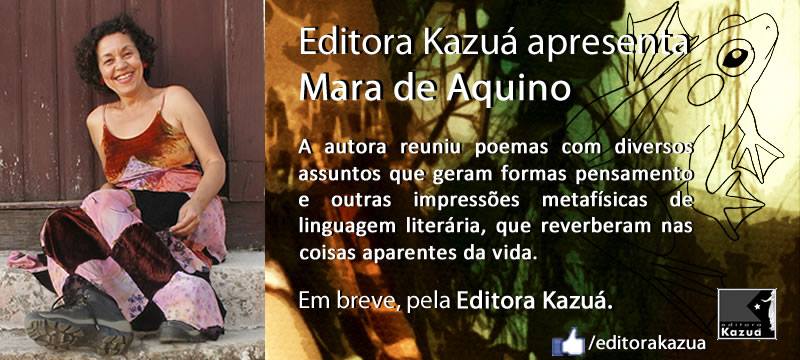 Editora Kazuá apresenta
Mara de Aquino
A autora reuniu poemas com diversos
assuntos que geram formas pensamento
e outras impressões metafísicas de
linguagem literária, que reverberam nas
coisas aparentes da vida.
Em breve, pela Editora Kazuá.
editora
Kazuá
/editorakazua